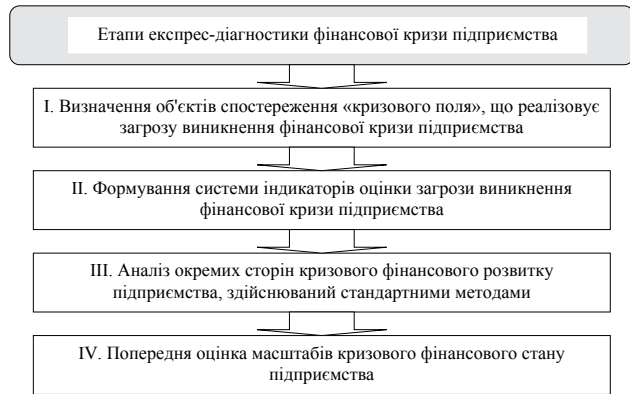 Етапи експрес-діагностики фінансової кризи підприємства
І. Визначення об'єктів спостереження «кризового поля», що реалізовує
загрозу виникнення фінансової кризи підприємства
ІІ. Формування системи індикаторів оцінки загрози виникнення
фінансової кризи підприємства
ІІІ. Аналіз окремих сторін кризового фінансового розвитку
підприємства, здійснюваний стандартними методами
IV. Попередня оцінка масштабів кризового фінансового стану
підприємства